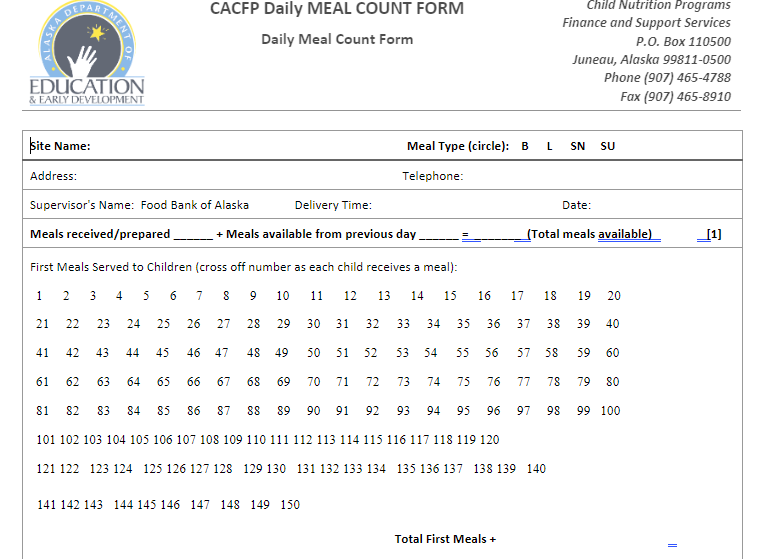 CACFP Daily MEAL COUNT FORM
Daily Meal Count Form
ALASKA DEPARTMENT OF
EDUCATION
& EARLY DEVELOPMENT
Child Nutrition Programs
Finance and Support Services
P.O. Box 110500
Juneau, Alaska 99811-0500
Phone (907) 465-4788
Fax (907) 465-8910
Site Name: Meal Type (circle): B L SN SU
Address: Telephone:
Supervisor's Name: Food Bank of Alaska Delivery Time: Date:
Meals received/prepared ______ + Meals available from previous day ______ = ________(Total meals available)__ __[1]
First Meals Served to Children (cross off number as each child receives a meal):
1 2 3 4 5 6 7 8 9 10 11 12 13 14 15 16 17 18 19 20
21 22 23 24 25 26 27 28 29 30 31 32 33 34 35 36 37 38 39 40
41 42 43 44 45 46 47 48 49 50 51 52 53 54 55 56 57 58 59 60
61 62 63 64 65 66 67 68 69 70 71 72 73 74 75 76 77 78 79 80
81 82 83 84 85 86 87 88 89 90 91 92 93 94 95 96 97 98 99 100
101 102 103 104 105 106 107 108 109 110 111 112 113 114 115 116 117 118 119 120
121 122 123 124 125 126 127 128 129 130 131 132 133 134 135 136 137 138 139 140
141 142 143 144 145 146 147 148 149 150
Total First Meals +